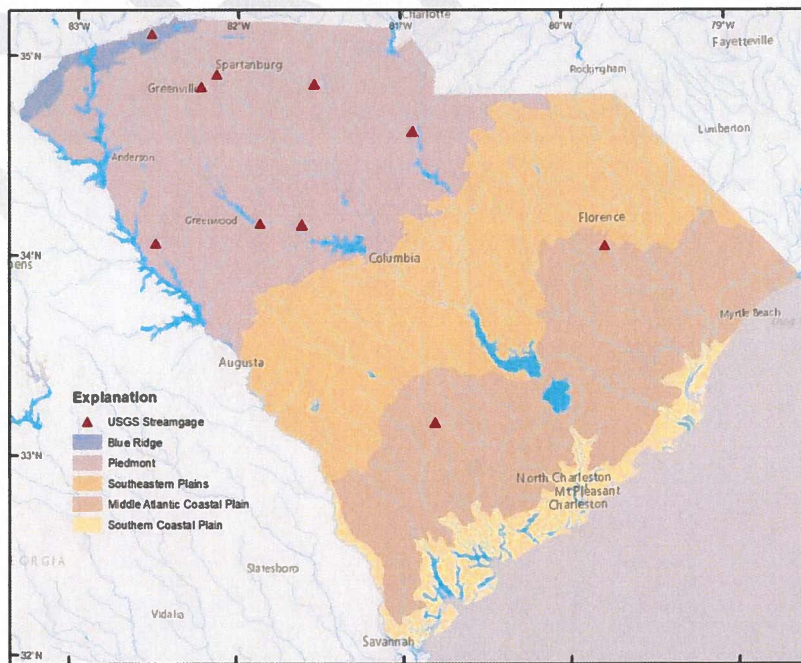 83°W 82°W 81°W 80°W 79°W
Charlotte
Fayetteville
35°N
Spartanburg
Rockingham
Greenville
Lumberton
Anderson
Greenwood
Florence
34°N
Columbia
Myrtle Beach
Augusta
Explanation
USGS Streamgage
Blue Ridge
Piedmont
Southeastern Plains
Middle Atlantic Coastal Plain
Southern Coastal Plain
33°N
North Charleston
Mt Pleasant
Charleston
Statesboro
Vidalia
Savannah
32°N